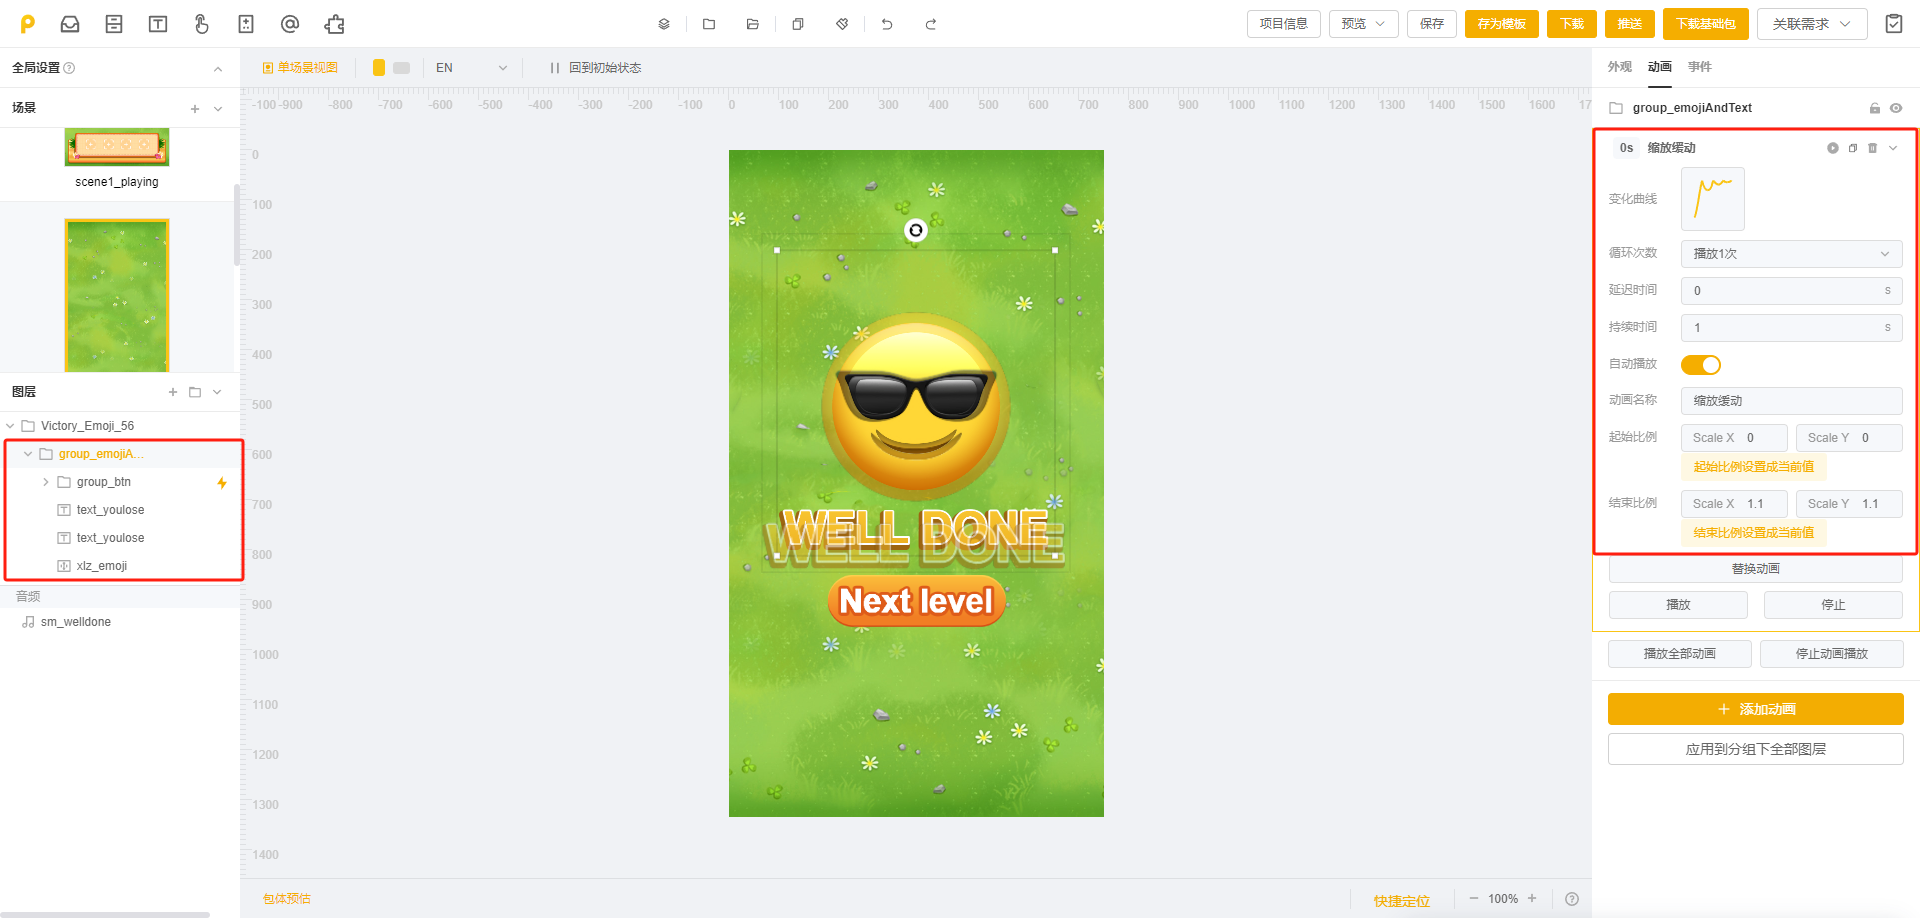 项目信息
预览
保存
存为模板
下载
推送
下载基础包
关联需求
全局设置
单场景视图
EN
回到初始状态
外观
动画
事件
场景
-100 -900 -800 -700 -600 -500 -400 -300 -200 -100 0 100 200 300 400 500 600 700 800 900 1000 1100 1200 1300 1400 1500 1600 17
group_emojiAndText
0s
缩放缓动
scene1_playing
变化曲线
循环次数
播放1次
延迟时间
0
s
持续时间
1
s
自动播放
动画名称
缩放缓动
起始比例
Scale X 0
Scale Y 0
起始比例设置成当前值
结束比例
Scale X 1.1
Scale Y 1.1
结束比例设置成当前值
替换动画
播放
停止
播放全部动画
停止动画播放
添加动画
应用到分组下全部图层
图层
Victory_Emoji_56
group_emojiA...
group_btn
text_youlose
text_youlose
xlz_emoji
音频
sm_welldone
0
100
200
300
400
500
600
700
800
900
1000
1100
1200
1300
1400
WELL DONE
WELL DONE
Next level
包体预估
快捷定位
100%